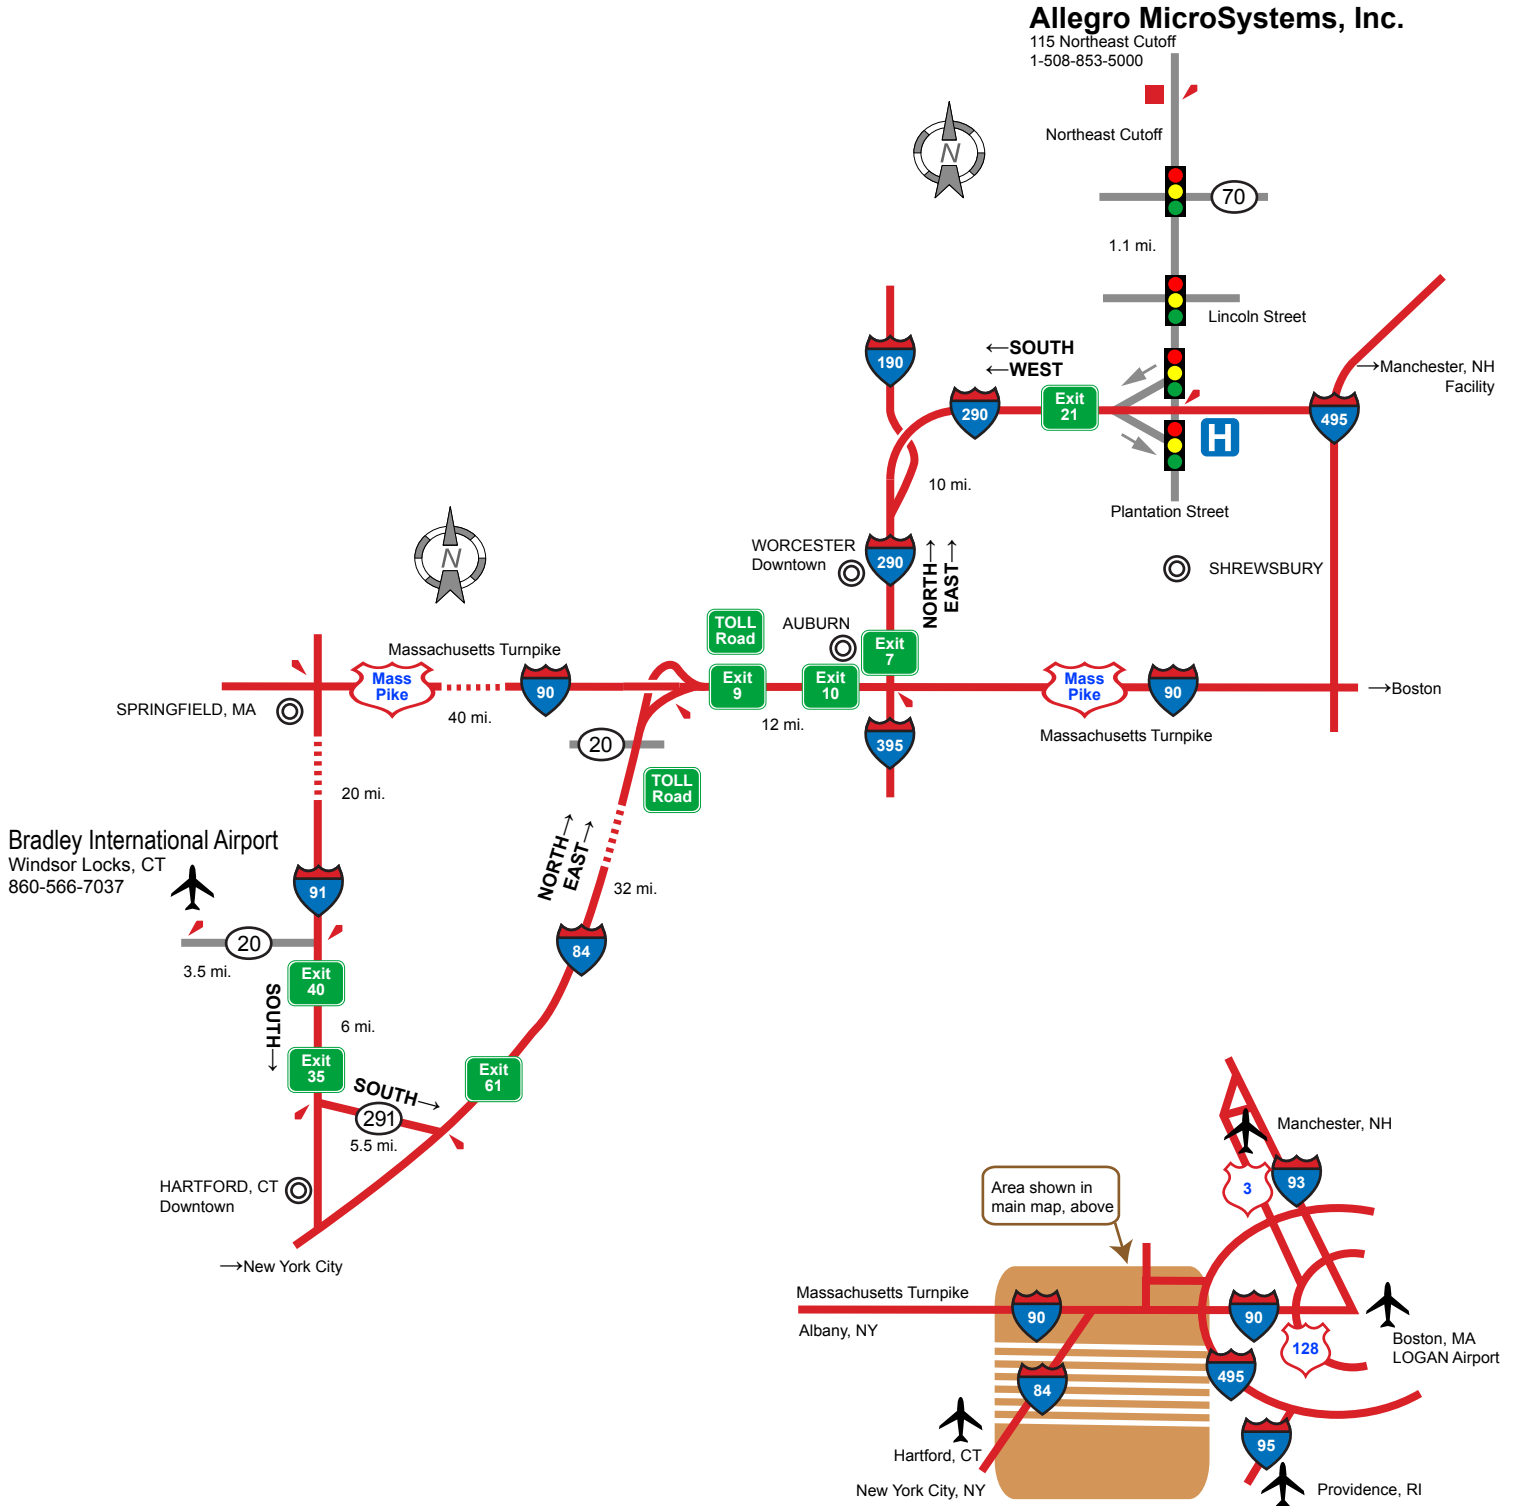 Allegro MicroSystems, Inc.
115 Northeast Cutoff
1-508-853-5000
Northeast Cutoff
N
70
1.1 mi.
Lincoln Street
←SOUTH
←WEST
190
→Manchester, NH
Facility
290
Exit
21
495
H
10 mi.
Plantation Street
WORCESTER
Downtown
290
NORTH→
EAST→
SHREWSBURY
N
TOLL
Road
AUBURN
Exit
7
Massachusetts Turnpike
Mass
Pike
90
Exit
9
Exit
10
Mass
Pike
90
→Boston
SPRINGFIELD, MA
40 mi.
12 mi.
Massachusetts Turnpike
20
395
TOLL
Road
20 mi.
NORTH→
EAST→
32 mi.
Bradley International Airport
Windsor Locks, CT
860-566-7037
91
20
3.5 mi.
84
Exit
40
SOUTH→
6 mi.
Exit
35
SOUTH→
Exit
61
291
5.5 mi.
HARTFORD, CT
Downtown
→New York City
Manchester, NH
3
93
Area shown in
main map, above
Massachusetts Turnpike
90
90
Albany, NY
128
Boston, MA
LOGAN Airport
495
84
Hartford, CT
95
New York City, NY
Providence, RI